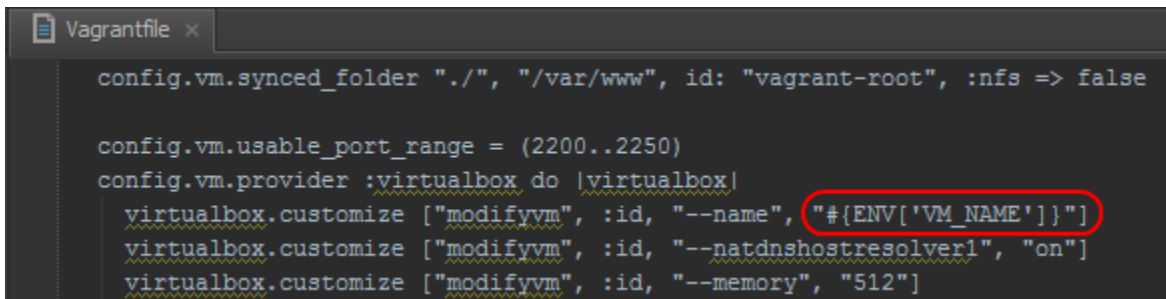 Vagrantfile ×
config.vm.synced_folder "./", "/var/www", id: "vagrant-root", :nfs => false
config.vm.usable_port_range = (2200..2250)
config.vm.provider :virtualbox do |virtualbox|
virtualbox.customize ["modifyvm", :id, "--name", "#{ENV['VM_NAME']}"]
virtualbox.customize ["modifyvm", :id, "--natdnshostresolver1", "on"]
virtualbox.customize ["modifyvm", :id, "--memory", "512"]